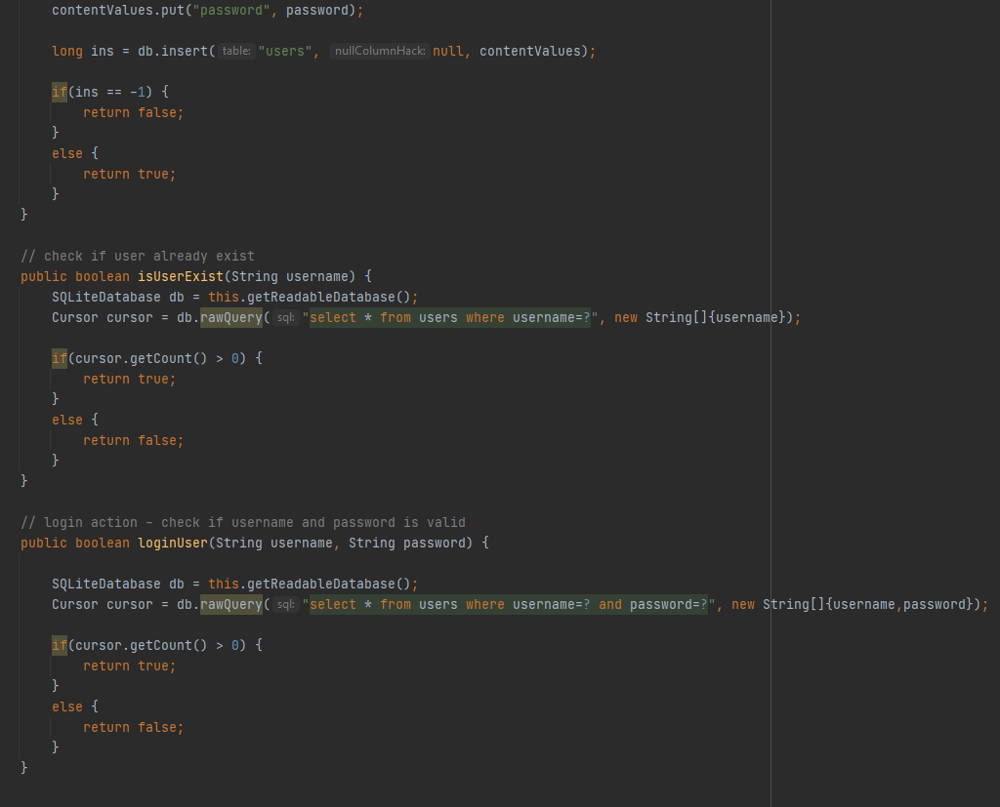 contentValues.put("password", password);
long ins = db.insert( table: "users", nullColumnHack: null, contentValues);
if(ins == -1) {
return false;
}
else {
return true;
}
}
// check if user already exist
public boolean isUserExist(String username) {
SQLiteDatabase db = this.getReadableDatabase();
Cursor cursor = db.rawQuery( sql: "select * from users where username=?", new String[]{username});
if(cursor.getCount() > 0) {
return true;
}
else {
return false;
}
}
// login action - check if username and password is valid
public boolean loginUser(String username, String password) {
SQLiteDatabase db = this.getReadableDatabase();
Cursor cursor = db.rawQuery( sql: "select * from users where username=? and password=?", new String[]{username,password});
if(cursor.getCount() > 0) {
return true;
}
else {
return false;
}
}